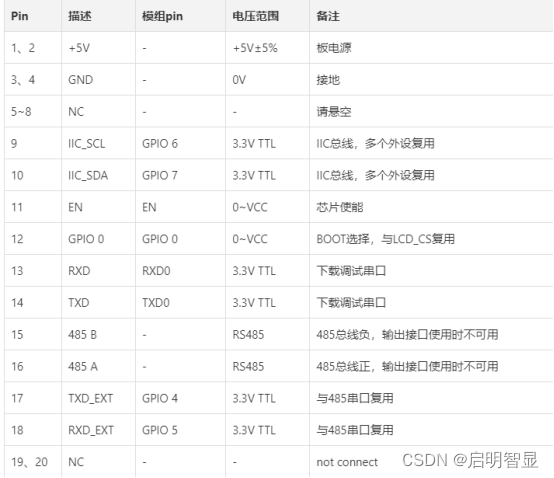 Pin 描述 模组pin 电压范围 备注
1、2 +5V - +5V±5% 板电源
3、4 GND - 0V 接地
5~8 NC - - 请悬空
9 IIC_SCL GPIO 6 3.3V TTL IIC总线，多个外设复用
10 IIC_SDA GPIO 7 3.3V TTL IIC总线，多个外设复用
11 EN EN 0~VCC 芯片使能
12 GPIO 0 GPIO 0 0~VCC BOOT选择，与LCD_CS复用
13 RXD RXD0 3.3V TTL 下载调试串口
14 TXD TXD0 3.3V TTL 下载调试串口
15 485 B - RS485 485总线负，输出接口使用时不可用
16 485 A - RS485 485总线正，输出接口使用时不可用
17 TXD_EXT GPIO 4 3.3V TTL 与485串口复用
18 RXD_EXT GPIO 5 3.3V TTL 与485串口复用
19、20 NC - - not connect
CSDN @启明智显